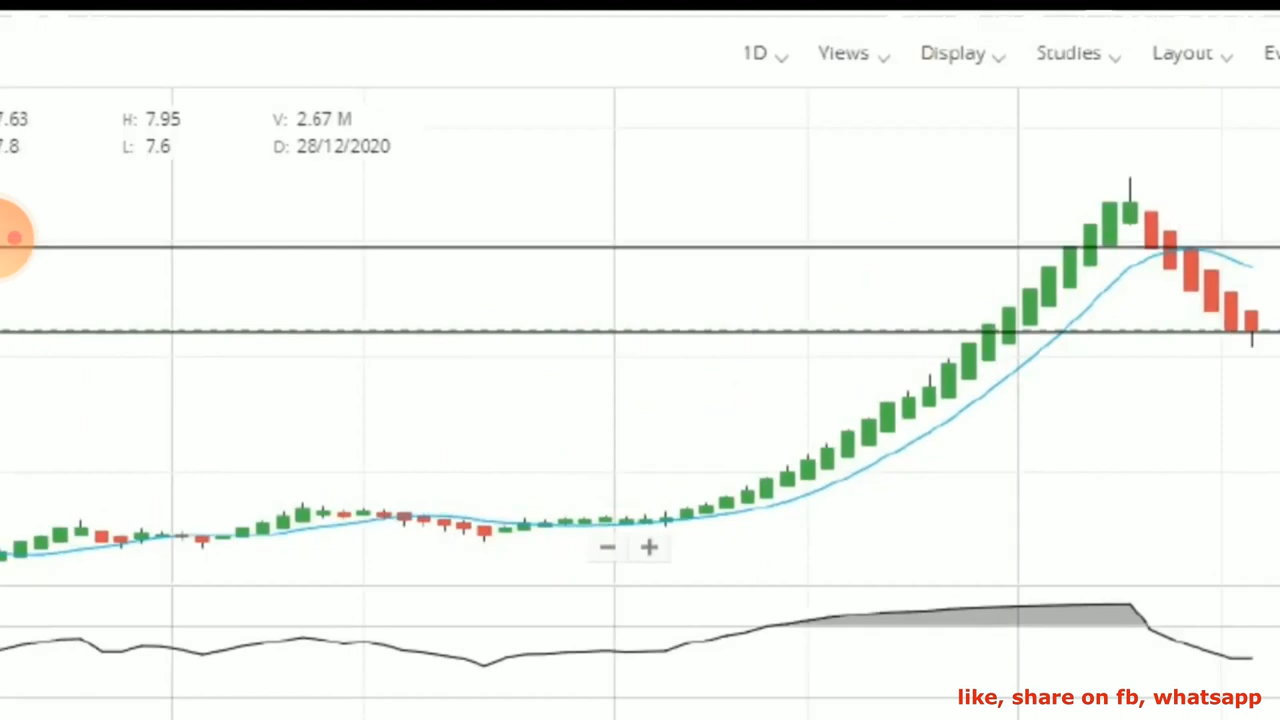 1D Views Display Studies Layout
7.63 H: 7.95 V: 2.67 M
7.8 L: 7.6 D: 28/12/2020
like, share on fb, whatsapp